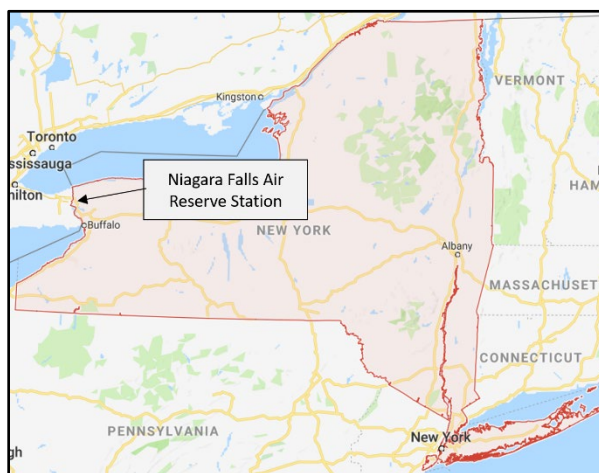 VERMONT
Kingston
Toronto
ssissauga
milton
HAM
Niagara Falls Air
Reserve Station
Buffalo
NEW YORK
Albany
MASSACHUSET
CONNECTICUT
PENNSYLVANIA
New York
gh